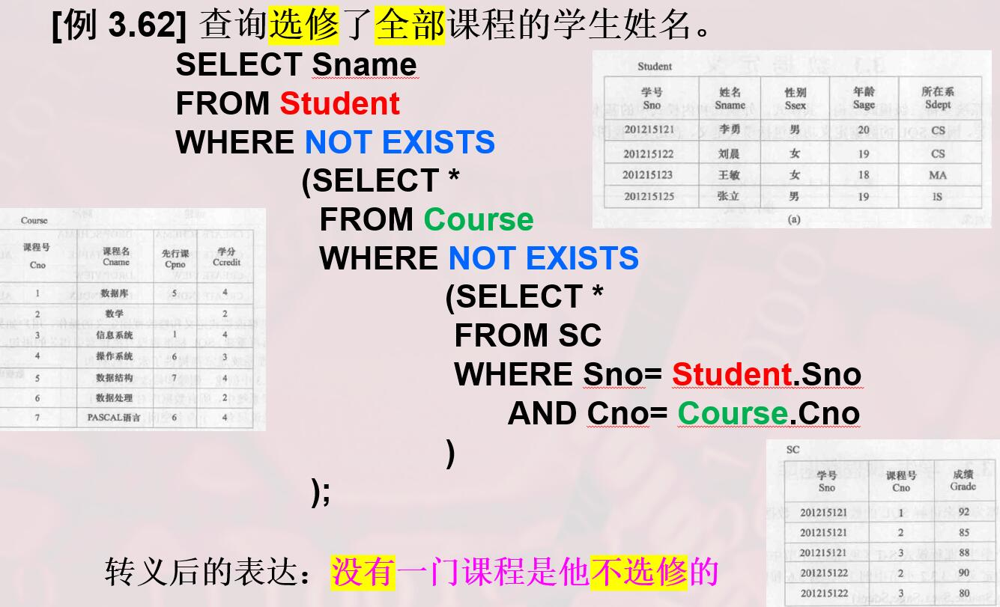 [例 3.62] 查询选修了全部课程的学生姓名。
SELECT Sname
FROM Student
WHERE NOT EXISTS
(SELECT *
FROM Course
WHERE NOT EXISTS
(SELECT *
FROM SC
WHERE Sno= Student.Sno
AND Cno= Course.Cno
)
);
转义后的表达：没有一门课程是他不选修的
Student
学号 姓名 性别 年龄 所在系
Sno Sname Ssex Sage Sdept
201215121 李勇 男 20 CS
201215122 刘晨 女 19 CS
201215123 王敏 女 18 MA
201215125 张立 男 19 IS
(a)
Course
课程号 课程名 先行课 学分
Cno Cname Cpno Ccredit
1 数据库 5 4
2 数学 2
3 信息系统 1 4
4 操作系统 6 3
5 数据结构 7 4
6 数据处理 2
7 PASCAL语言 6 4
SC
学号 课程号 成绩
Sno Cno Grade
201215121 1 92
201215121 2 85
201215121 3 88
201215122 2 90
201215122 3 80